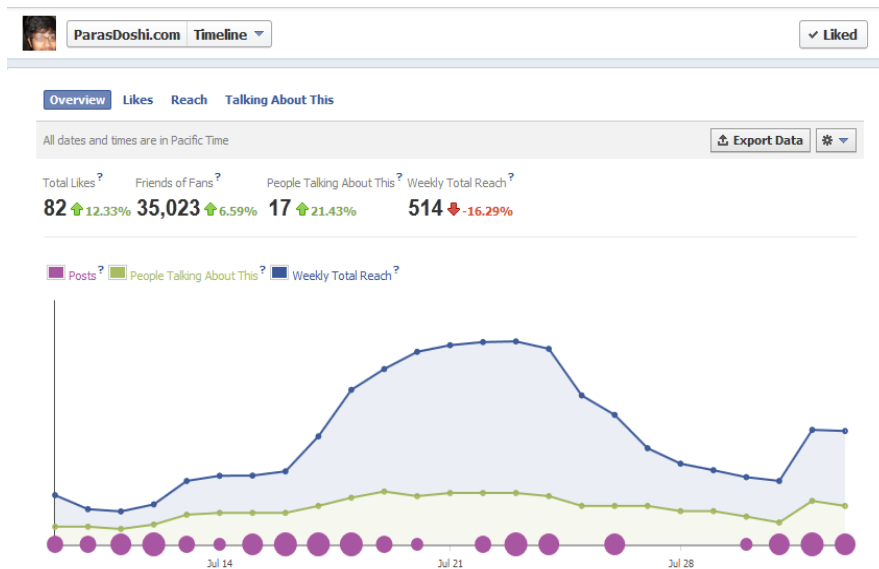 ParasDoshi.com Timeline Liked
Overview Likes Reach Talking About This
All dates and times are in Pacific Time Export Data
Total Likes? Friends of Fans? People Talking About This? Weekly Total Reach?
82 12.33% 35,023 6.59% 17 21.43% 514 -16.29%
Posts? People Talking About This? Weekly Total Reach?
Jul 14 Jul 21 Jul 28